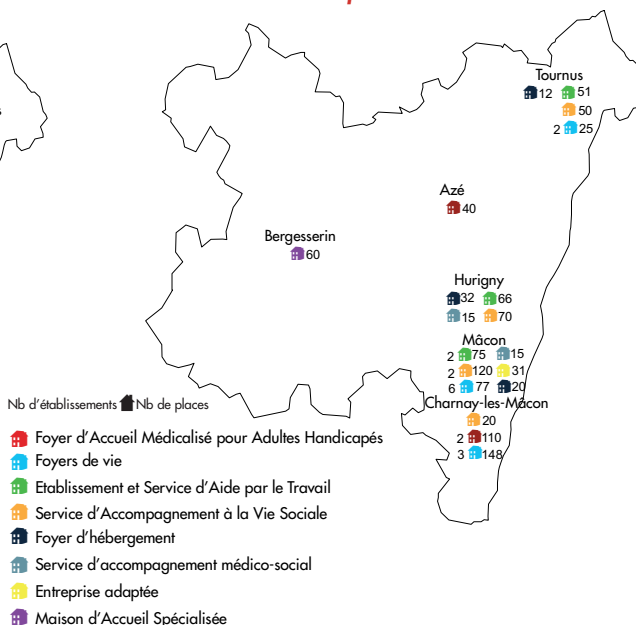 Tournus
12 51
50
2 25
Azé
40
Bergesserin
60
Hurigny
32 66
15 70
Mâcon
2 75 15
2 120 31
6 77 20
Charnay-les-Mâcon
20
2 110
3 148
Nb d'établissements Nb de places
Foyer d'Accueil Médicalisé pour Adultes Handicapés
Foyers de vie
Etablissement et Service d'Aide par le Travail
Service d'Accompagnement à la Vie Sociale
Foyer d'hébergement
Service d'accompagnement médico-social
Entreprise adaptée
Maison d'Accueil Spécialisée